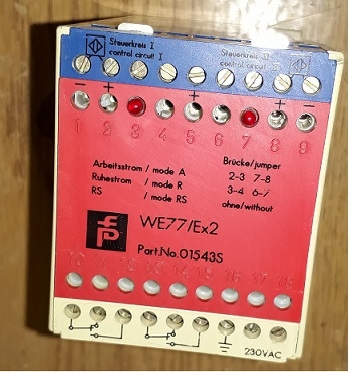 Steuerkreis I
control circuit I
Steuerkreis II
control circuit II
- + + + -
1 2 3 4 5 6 7 8 9
Arbeitsstrom / mode A
Ruhestrom / mode R
RS / mode RS
Brücke/jumper
2-3 7-8
3-4 6-7
ohne/without
WE77/Ex2
Part.No.01543S
10 11 12 13 14 15 16 17 18
230VAC